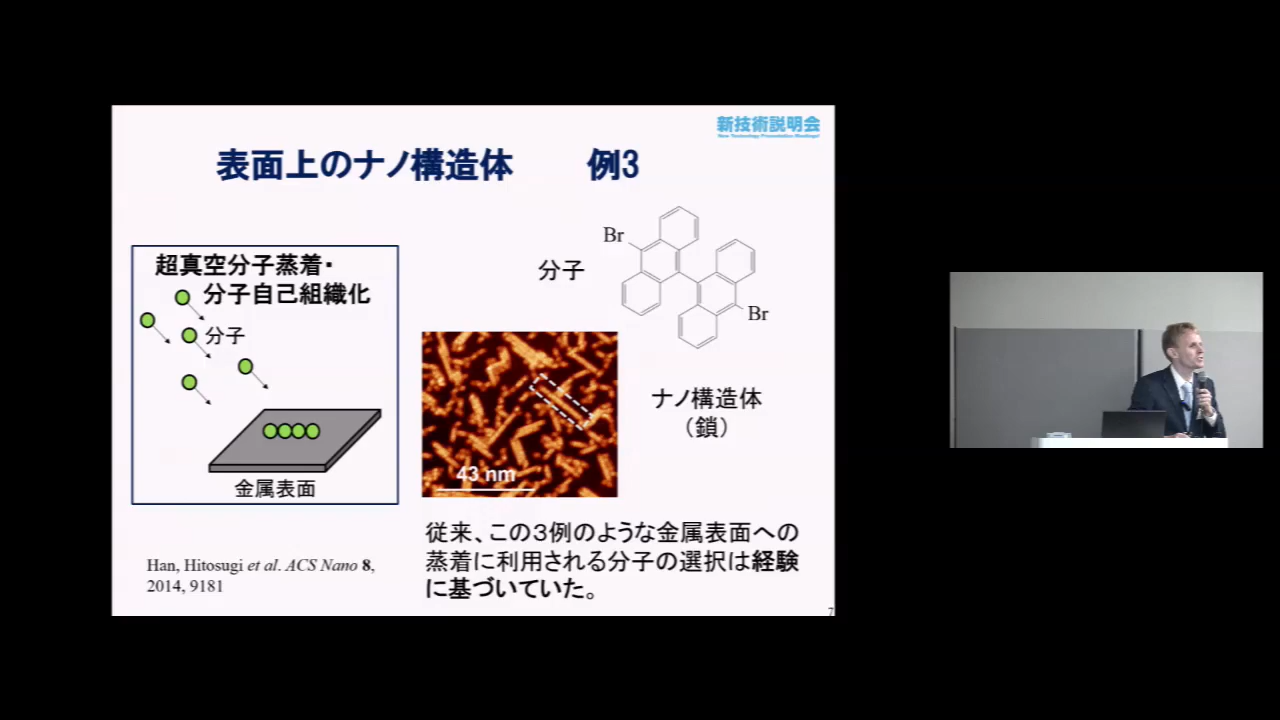 新技術説明会
New Technology Presentation Meetings!
表面上のナノ構造体 例3
超真空分子蒸着・
分子自己組織化
分子
金属表面
Br
分子
Br
43 nm
ナノ構造体
（鎖）
従来、この３例のような金属表面への
蒸着に利用される分子の選択は経験
に基づいていた。
Han, Hitosugi et al. ACS Nano 8,
2014, 9181
7